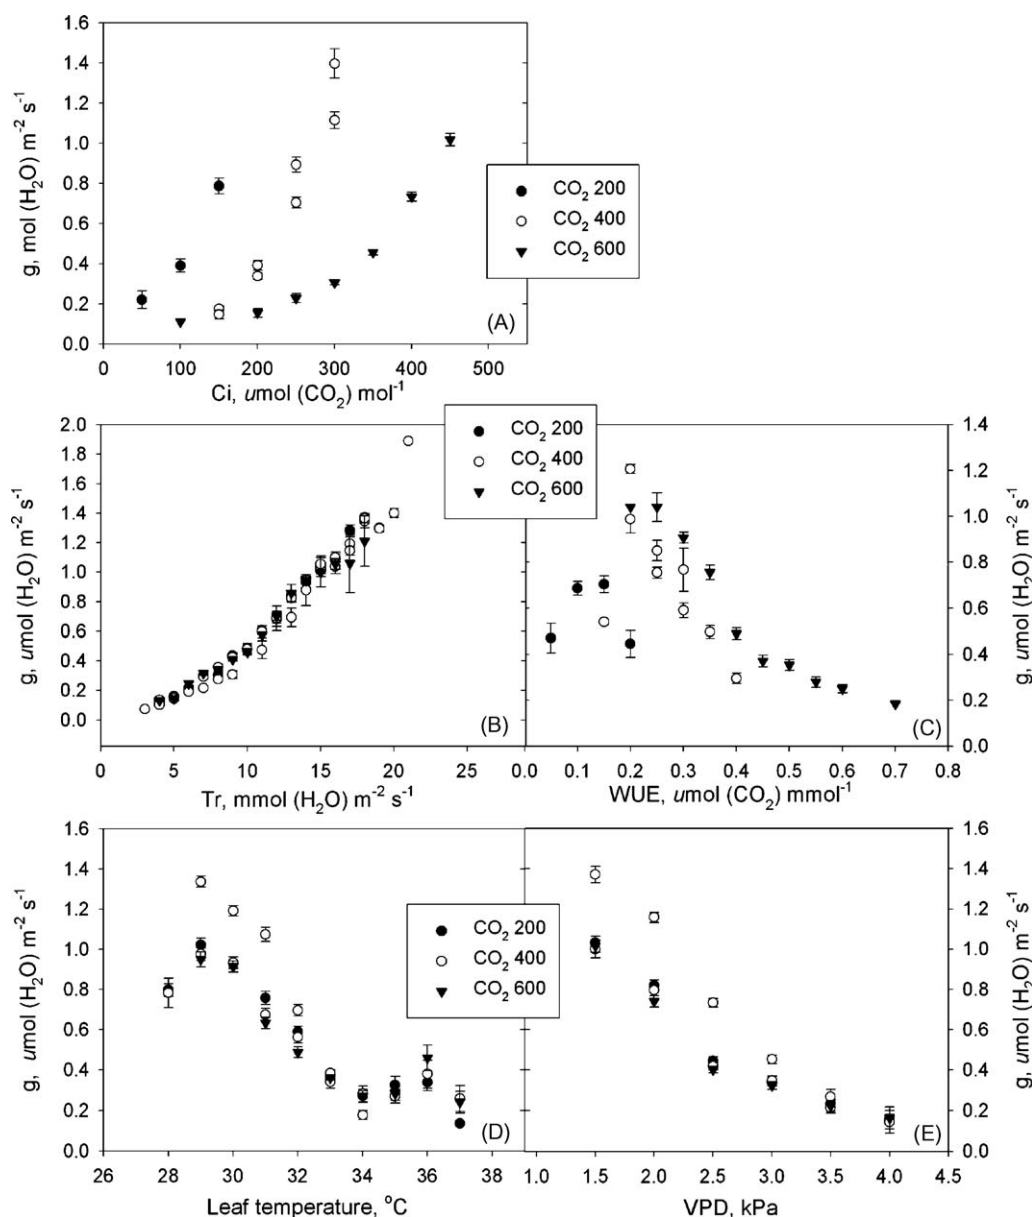 1.6
1.4
1.2
1.0
0.8
0.6
0.4
0.2
0.0
g, mol (H₂O) m⁻² s⁻¹
CO₂ 200
CO₂ 400
CO₂ 600
(A)
0 100 200 300 400 500
Ci, umol (CO₂) mol⁻¹
2.0
1.8
1.6
1.4
1.2
1.0
0.8
0.6
0.4
0.2
0.0
g, umol (H₂O) m⁻² s⁻¹
CO₂ 200
CO₂ 400
CO₂ 600
(B)
0 5 10 15 20 25
Tr, mmol (H₂O) m⁻² s⁻¹
1.4
1.2
1.0
0.8
0.6
0.4
0.2
0.0
g, umol (H₂O) m⁻² s⁻¹
(C)
0.0 0.1 0.2 0.3 0.4 0.5 0.6 0.7 0.8
WUE, umol (CO₂) mmol⁻¹
1.6
1.4
1.2
1.0
0.8
0.6
0.4
0.2
0.0
g, umol (H₂O) m⁻² s⁻¹
CO₂ 200
CO₂ 400
CO₂ 600
(D)
26 28 30 32 34 36 38
Leaf temperature, °C
1.6
1.4
1.2
1.0
0.8
0.6
0.4
0.2
0.0
g, umol (H₂O) m⁻² s⁻¹
(E)
1.0 1.5 2.0 2.5 3.0 3.5 4.0 4.5
VPD, kPa